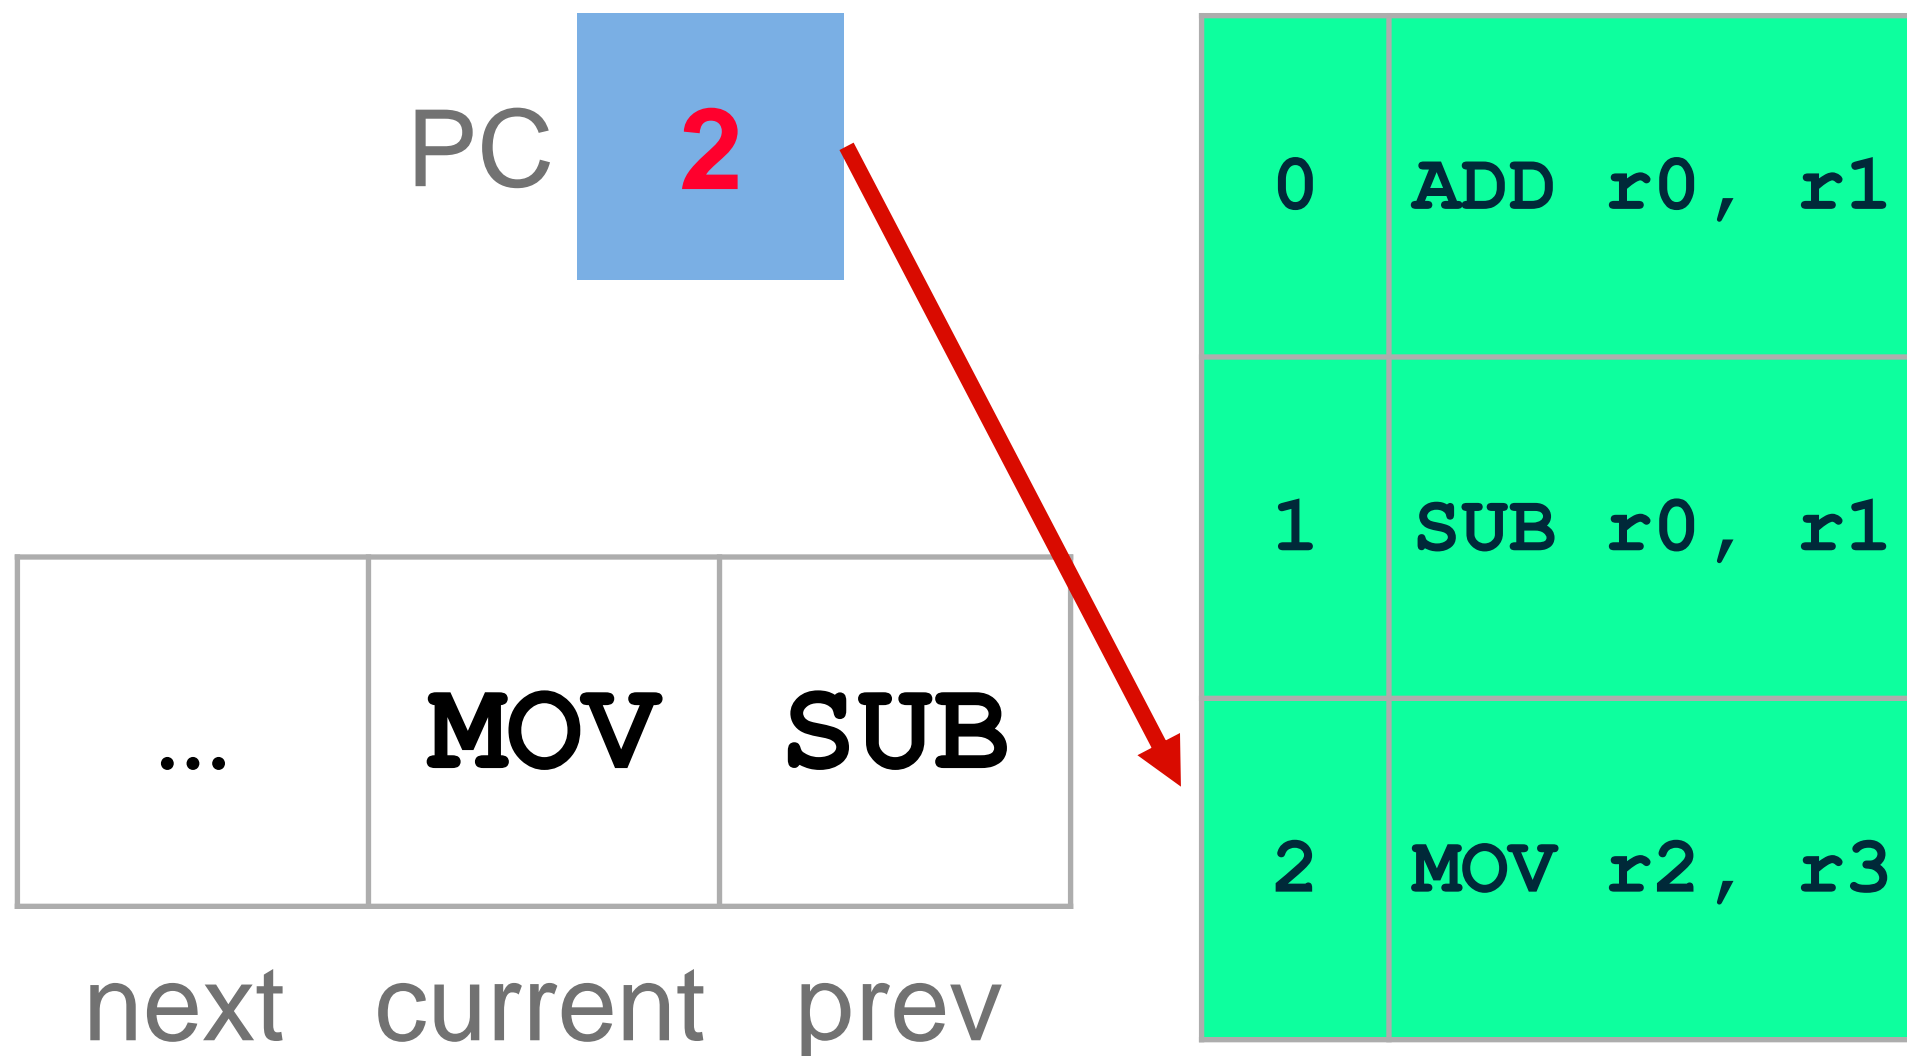 PC 2
0 ADD r0, r1
1 SUB r0, r1
2 MOV r2, r3
... MOV SUB
next current prev